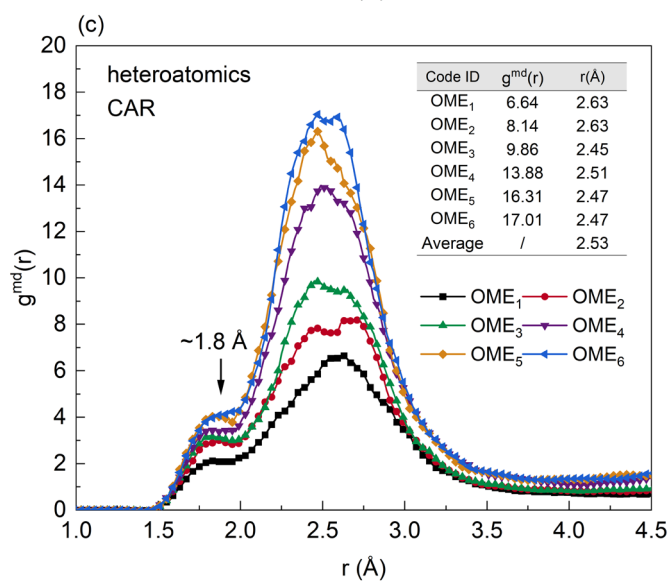 (c)
20
18
16
14
12
10
8
6
4
2
0
g^md(r)
heteroatomics
CAR
~1.8 Å
Code ID g^md(r) r(Å)
OME₁ 6.64 2.63
OME₂ 8.14 2.63
OME₃ 9.86 2.45
OME₄ 13.88 2.51
OME₅ 16.31 2.47
OME₆ 17.01 2.47
Average / 2.53
OME₁ OME₂
OME₃ OME₄
OME₅ OME₆
1.0 1.5 2.0 2.5 3.0 3.5 4.0 4.5
r (Å)